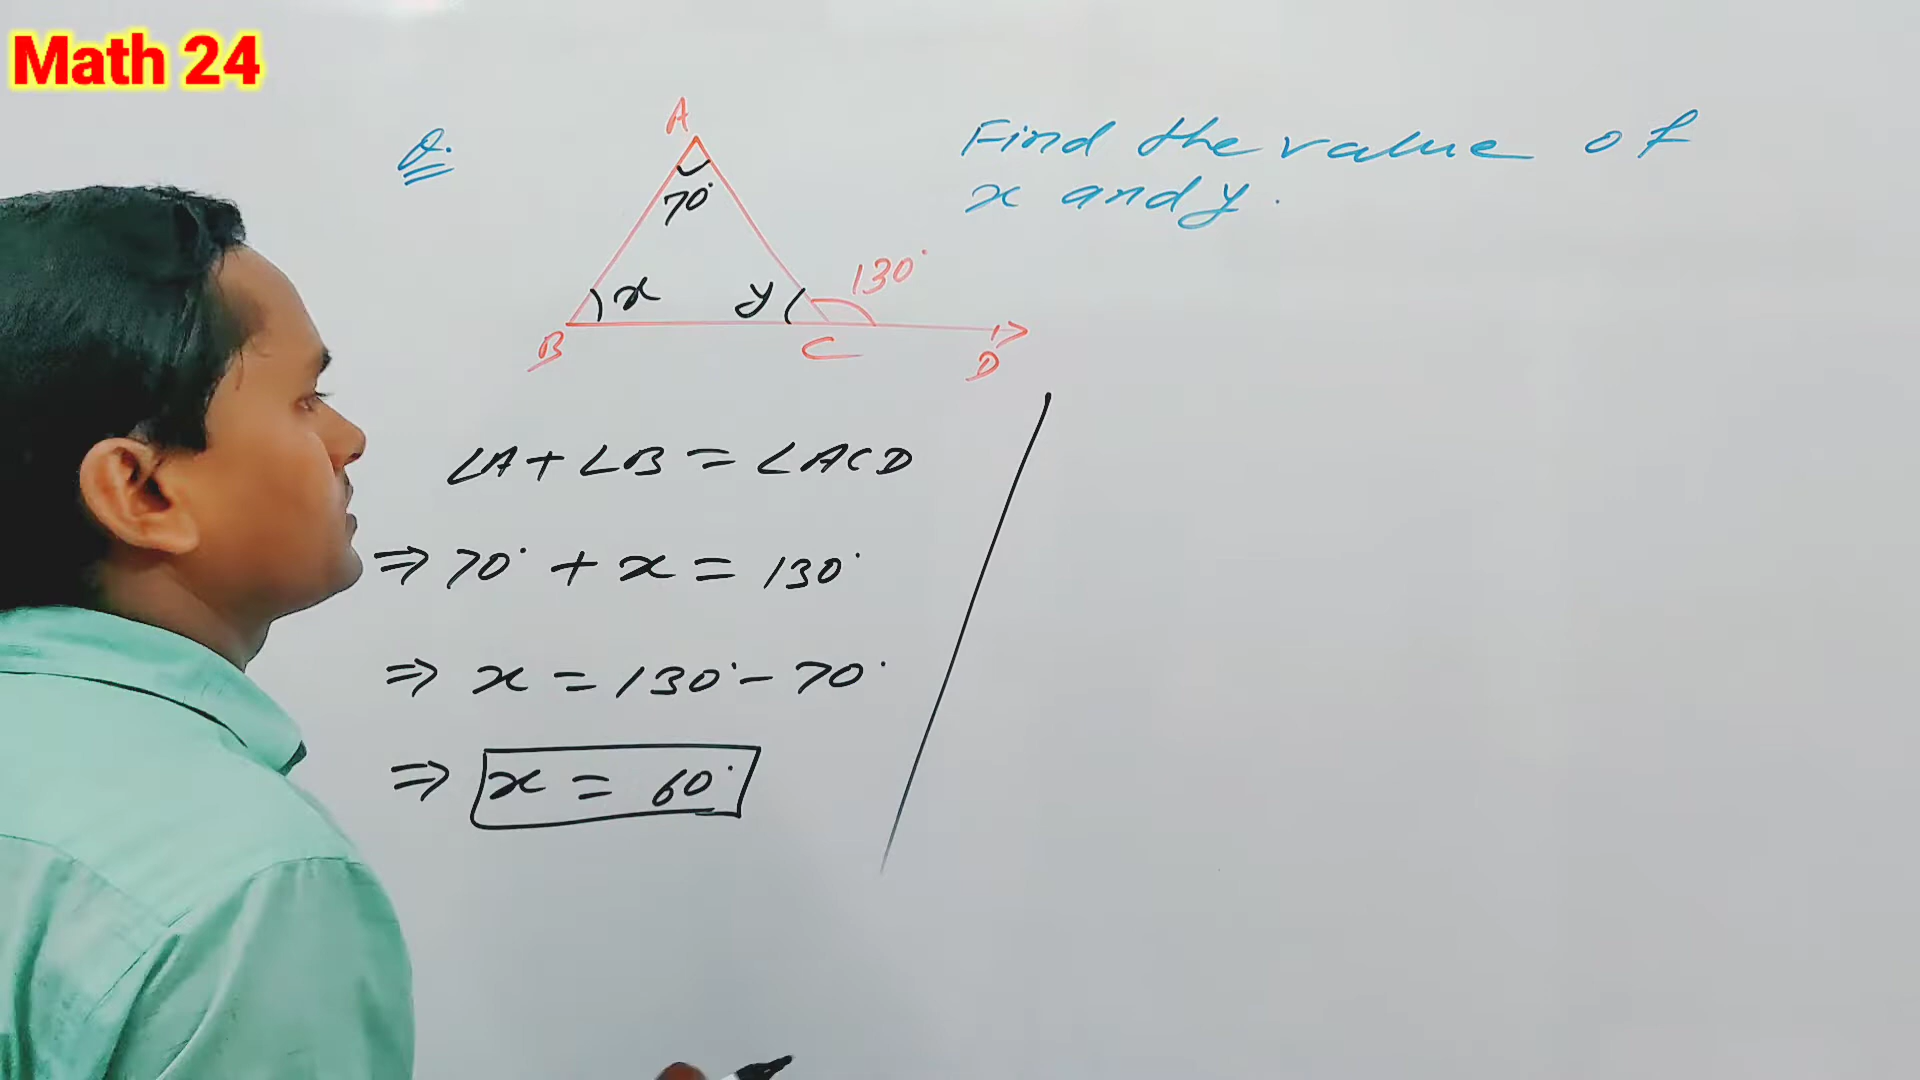 Math 24
Q.
Find the value of
x and y.
A
70°
130°
x
y
B
C
D
∠A + ∠B = ∠ACD
⇒ 70° + x = 130°
⇒ x = 130° - 70°
⇒ x = 60°